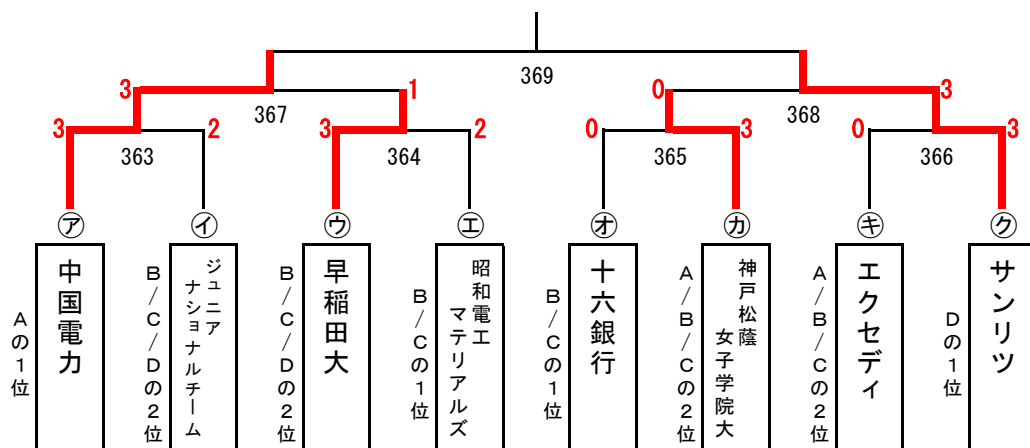 369
3
1
0
3
367
368
3
2
3
2
0
3
0
3
363
364
365
366
㋐
㋑
㋒
㋓
㋔
㋕
㋖
㋗
Aの1位
中国電力
B/C/Dの2位
ジュニア
ナショナルチーム
B/C/Dの2位
早稲田大
B/Cの1位
昭和電工
マテリアルズ
B/Cの1位
十六銀行
A/B/Cの2位
神戸松蔭
女子学院大
A/B/Cの2位
エクセディ
Dの1位
サンリツ